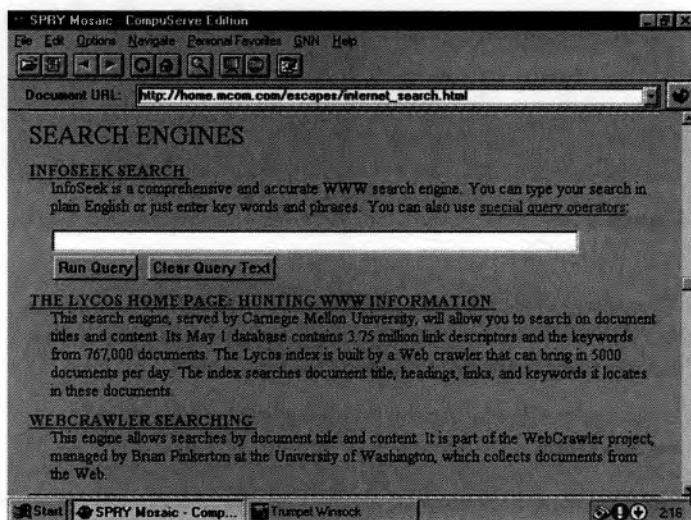 SPRY Mosaic - CompuServe Edition
File Edit Options Navigate Personal Favorites GNN Help
Document URL: http://home.mcom.com/escapes/internet_search.html
SEARCH ENGINES
INFOSEEK SEARCH
InfoSeek is a comprehensive and accurate WWW search engine. You can type your search in
plain English or just enter key words and phrases. You can also use special query operators:
Run Query Clear Query Text
THE LYCOS HOME PAGE: HUNTING WWW INFORMATION
This search engine, served by Carnegie Mellon University, will allow you to search on document
titles and content. Its May 1 database contains 3.75 million link descriptors and the keywords
from 767,000 documents. The Lycos index is built by a Web crawler that can bring in 5000
documents per day. The index searches document title, headings, links, and keywords it locates
in these documents.
WEBCRAWLER SEARCHING
This engine allows searches by document title and content. It is part of the WebCrawler project,
managed by Brian Pinkerton at the University of Washington, which collects documents from
the Web.
Start SPRY Mosaic - Comp... Trumpet Winsock 2:16